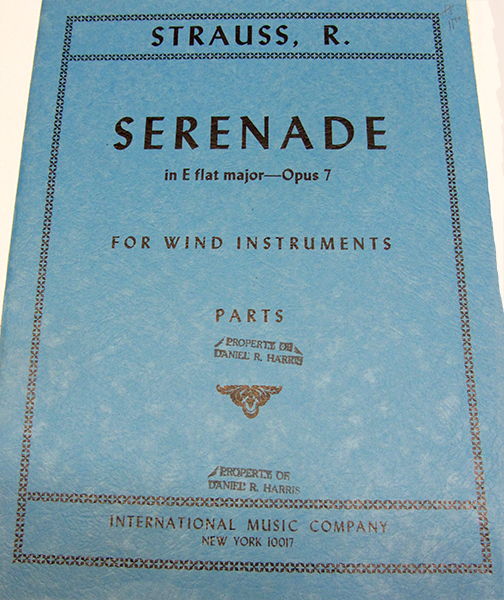 STRAUSS, R.
SERENADE
in E flat major—Opus 7
FOR WIND INSTRUMENTS
PARTS
PROPERTY OF
DANIEL R. HARRIS
PROPERTY OF
DANIEL R. HARRIS
INTERNATIONAL MUSIC COMPANY
NEW YORK 10017